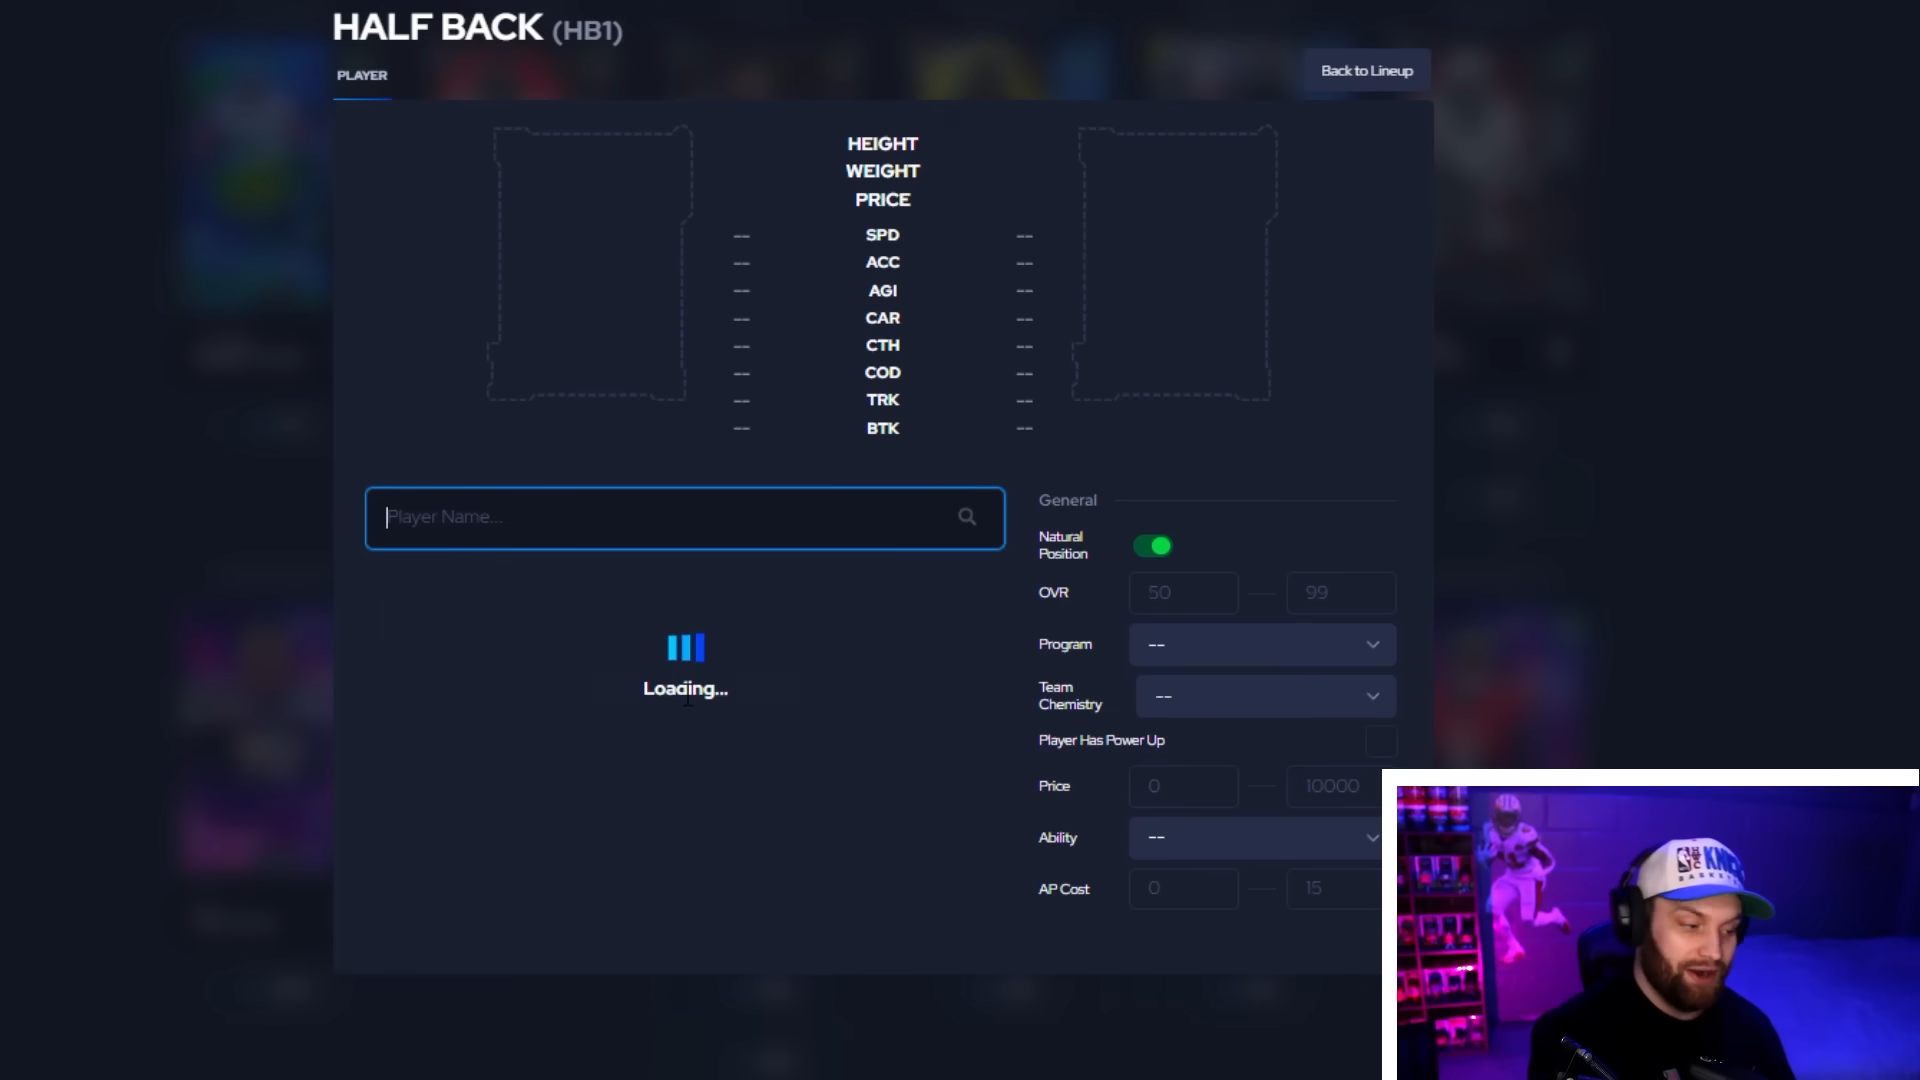 HALF BACK (HB1)
PLAYER
Back to Lineup
HEIGHT
WEIGHT
PRICE
-- SPD --
-- ACC --
-- AGI --
-- CAR --
-- CTH --
-- COD --
-- TRK --
-- BTK --
Player Name...
Loading...
General
Natural
Position
OVR 50 99
Program --
Team
Chemistry --
Player Has Power Up
Price 0 10000
Ability --
AP Cost 0 15